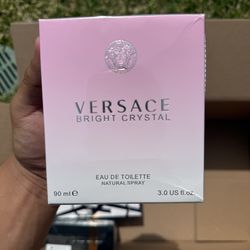 VERSACE
BRIGHT CRYSTAL
EAU DE TOILETTE
NATURAL SPRAY
90 ml e 3.0 US fl.oz